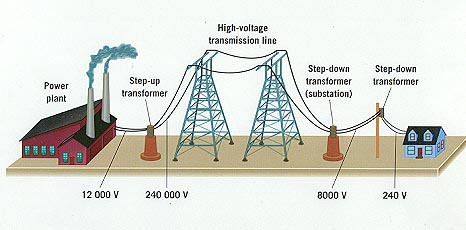 High-voltage
transmission line
Power
plant
Step-up
transformer
Step-down
transformer
(substation)
Step-down
transformer
12 000 V
240 000 V
8000 V
240 V